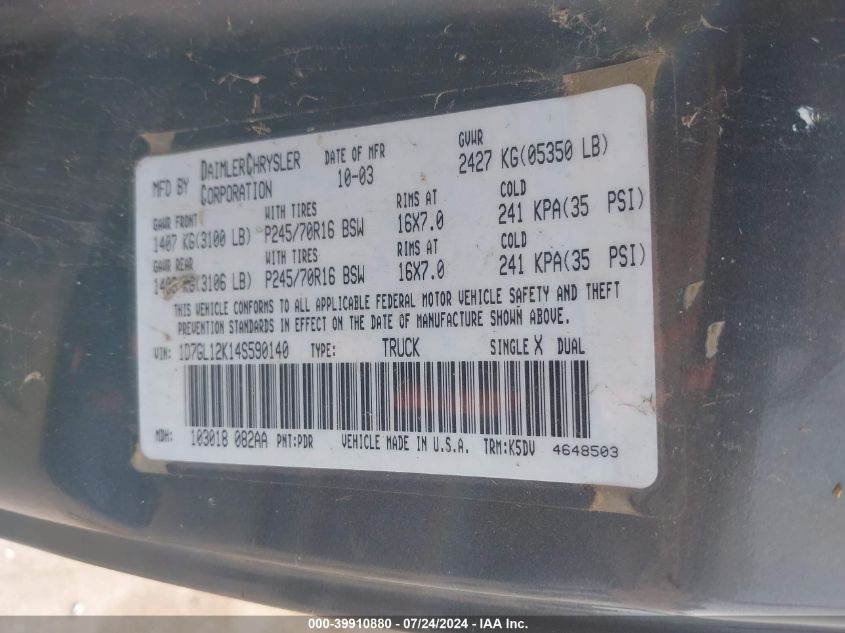 MFD BY DAIMLERCHRYSLER CORPORATION DATE OF MFR 10-03 GVWR 2427 KG(05350 LB)
GAWR FRONT WITH TIRES RIMS AT COLD
1407 KG(3100 LB) P245/70R16 BSW 16X7.0 241 KPA(35 PSI)
GAWR REAR WITH TIRES RIMS AT COLD
KG(3106 LB) P245/70R16 BSW 16X7.0 241 KPA(35 PSI)
THIS VEHICLE CONFORMS TO ALL APPLICABLE FEDERAL MOTOR VEHICLE SAFETY AND THEFT
PREVENTION STANDARDS IN EFFECT ON THE DATE OF MANUFACTURE SHOWN ABOVE.
VIN: 1D7GL12K14S590140 TYPE: TRUCK SINGLE X DUAL
MDH: 103018 082AA PNT:PDR VEHICLE MADE IN U.S.A. TRM:K5DV 4648503
000-39910880 / 07/24/2024 - IAA Inc.